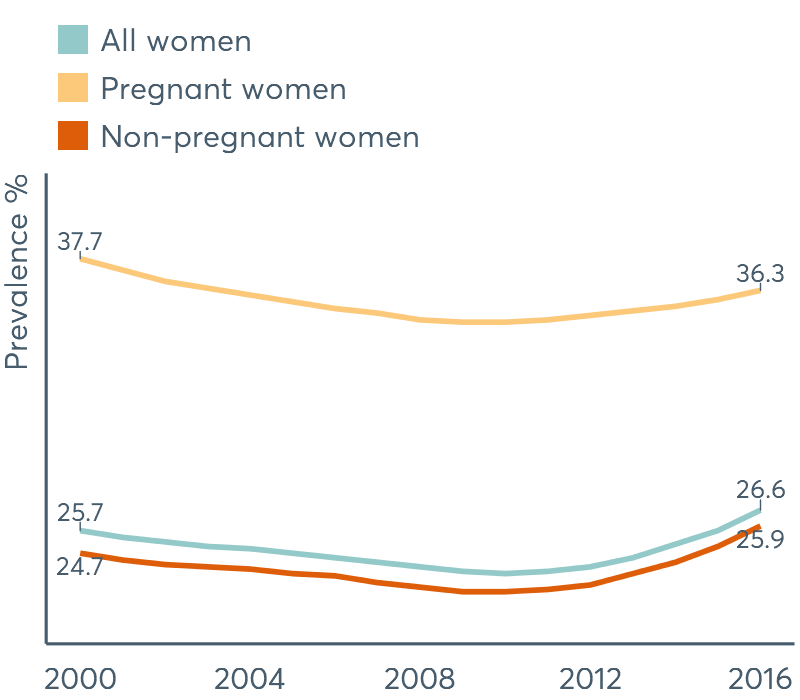 All women
Pregnant women
Non-pregnant women
Prevalence %
37.7
36.3
25.7
26.6
24.7
25.9
2000 2004 2008 2012 2016